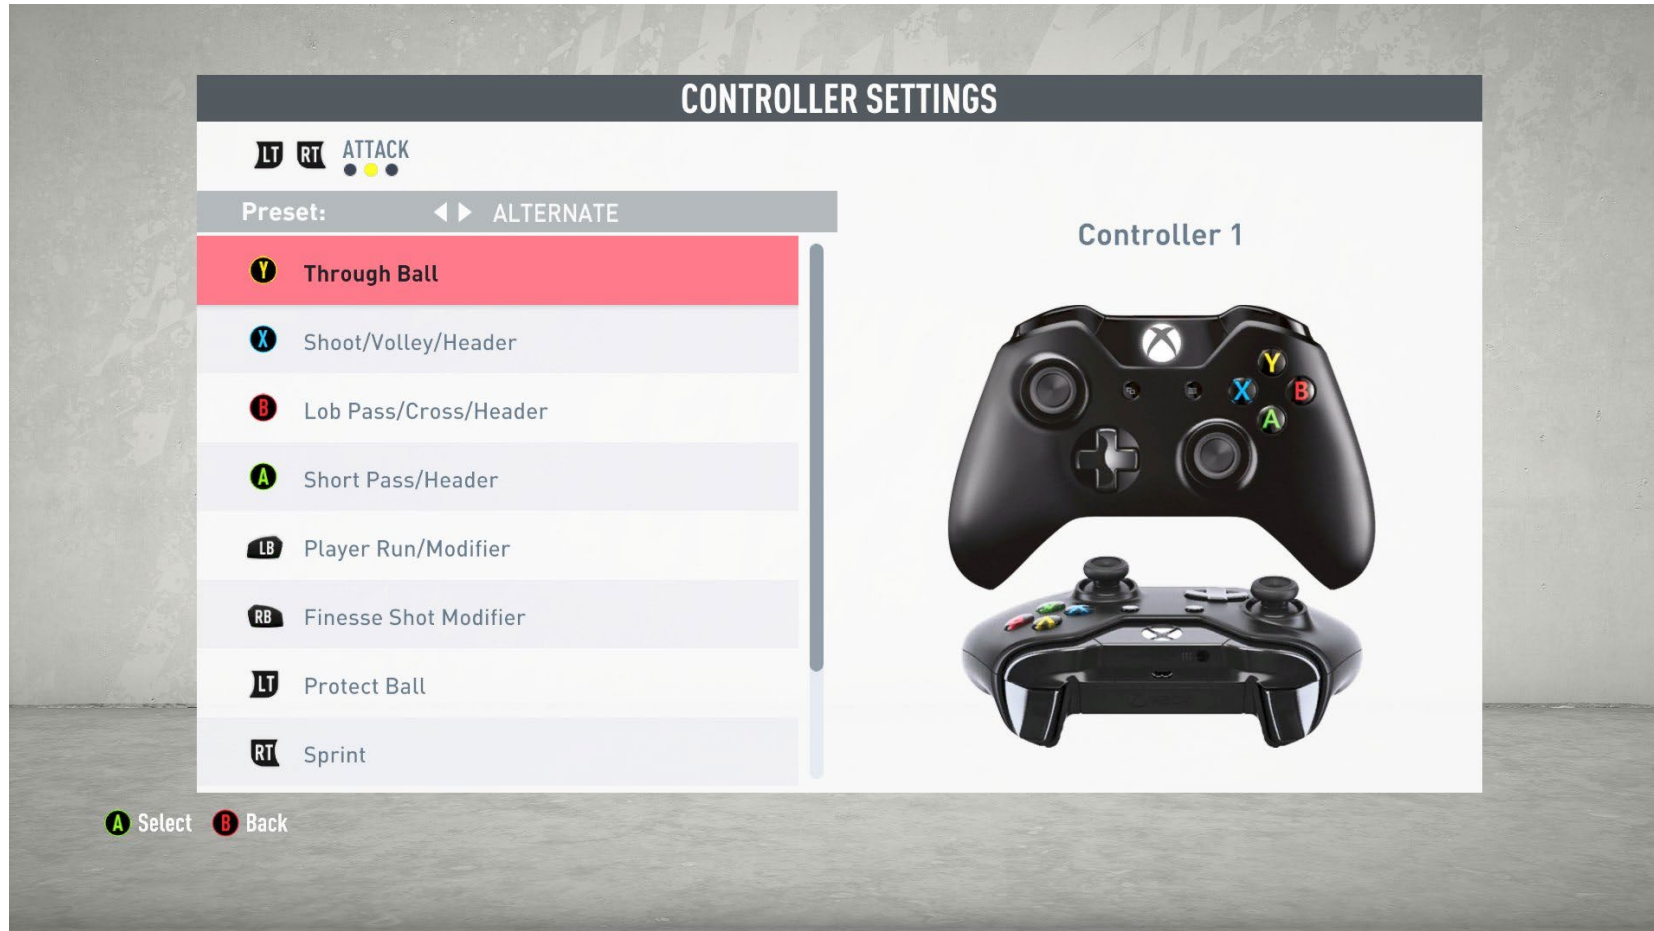 CONTROLLER SETTINGS
LT RT ATTACK
Preset: ALTERNATE
Y Through Ball
X Shoot/Volley/Header
B Lob Pass/Cross/Header
A Short Pass/Header
LB Player Run/Modifier
RB Finesse Shot Modifier
LT Protect Ball
RT Sprint
Controller 1
Y
X B
A
A Select B Back